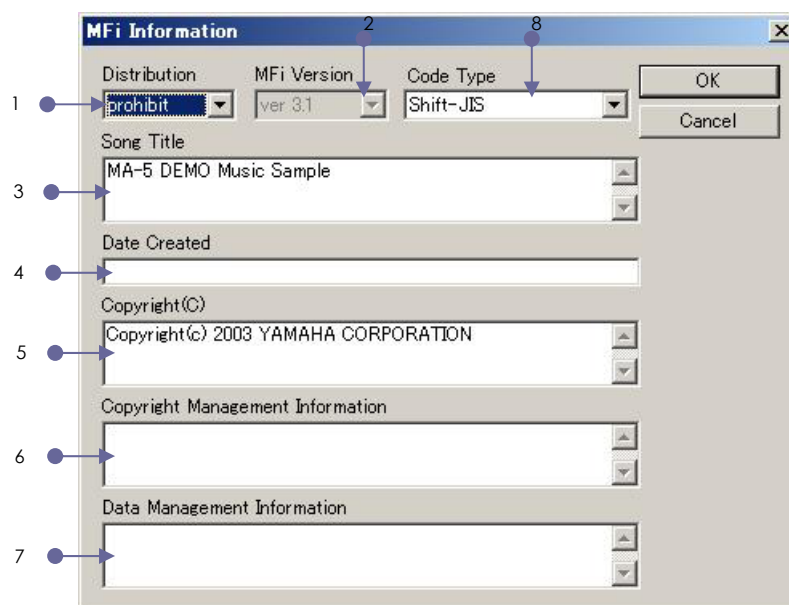 MFi Information
2
8
Distribution
MFi Version
Code Type
OK
1
prohibit
ver 3.1
Shift-JIS
Cancel
Song Title
3
MA-5 DEMO Music Sample
Date Created
4
Copyright(C)
5
Copyright(c) 2003 YAMAHA CORPORATION
Copyright Management Information
6
Data Management Information
7